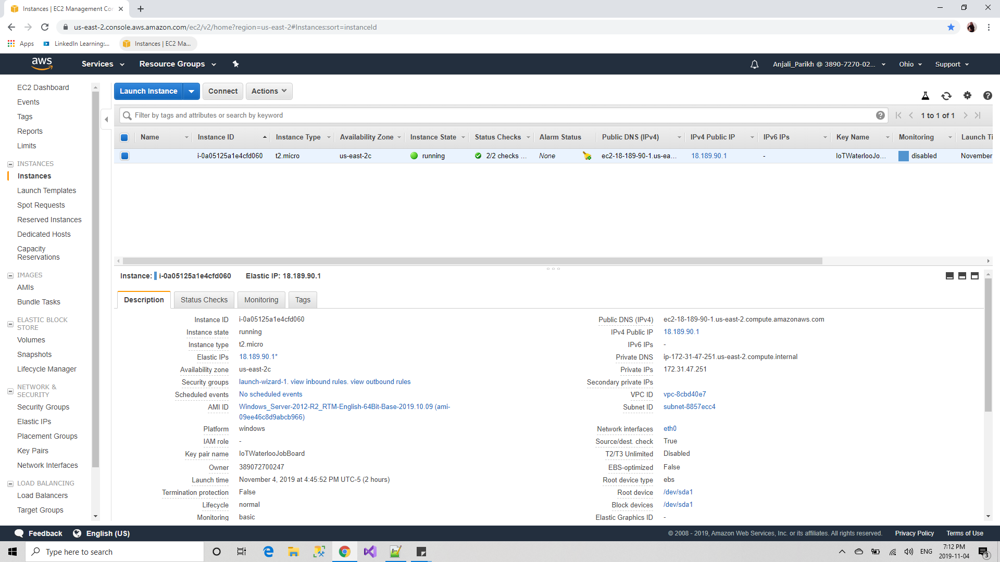 Instances | EC2 Management Cor
us-east-2.console.aws.amazon.com/ec2/v2/home?region=us-east-2#Instances:sort=instanceId
Apps LinkedIn Learning:... Instances | EC2 Ma...
aws Services Resource Groups Anjali_Parikh @ 3890-7270-02... Ohio Support
EC2 Dashboard
Events
Tags
Reports
Limits
INSTANCES
Instances
Launch Templates
Spot Requests
Reserved Instances
Dedicated Hosts
Capacity
Reservations
IMAGES
AMIs
Bundle Tasks
ELASTIC BLOCK
STORE
Volumes
Snapshots
Lifecycle Manager
NETWORK &
SECURITY
Security Groups
Elastic IPs
Placement Groups
Key Pairs
Network Interfaces
LOAD BALANCING
Load Balancers
Target Groups
Launch Instance Connect Actions
Filter by tags and attributes or search by keyword 1 to 1 of 1
Name Instance ID Instance Type Availability Zone Instance State Status Checks Alarm Status Public DNS (IPv4) IPv4 Public IP IPv6 IPs Key Name Monitoring Launch Ti
i-0a05125a1e4cfd060 t2.micro us-east-2c running 2/2 checks ... None ec2-18-189-90-1.us-ea... 18.189.90.1 - IoTWaterlooJo... disabled November
Instance: i-0a05125a1e4cfd060 Elastic IP: 18.189.90.1
Description Status Checks Monitoring Tags
Instance ID i-0a05125a1e4cfd060
Instance state running
Instance type t2.micro
Elastic IPs 18.189.90.1*
Availability zone us-east-2c
Security groups launch-wizard-1. view inbound rules. view outbound rules
Scheduled events No scheduled events
AMI ID Windows_Server-2012-R2_RTM-English-64Bit-Base-2019.10.09 (ami-
09ee46c8d9abcb966)
Platform windows
IAM role -
Key pair name IoTWaterlooJobBoard
Owner 389072700247
Launch time November 4, 2019 at 4:45:52 PM UTC-5 (2 hours)
Termination protection False
Lifecycle normal
Monitoring basic
Public DNS (IPv4) ec2-18-189-90-1.us-east-2.compute.amazonaws.com
IPv4 Public IP 18.189.90.1
IPv6 IPs -
Private DNS ip-172-31-47-251.us-east-2.compute.internal
Private IPs 172.31.47.251
Secondary private IPs
VPC ID vpc-8cbd40e7
Subnet ID subnet-8857ecc4
Network interfaces eth0
Source/dest. check True
T2/T3 Unlimited Disabled
EBS-optimized False
Root device type ebs
Root device /dev/sda1
Block devices /dev/sda1
Elastic Graphics ID -
Feedback English (US) © 2008 - 2019, Amazon Web Services, Inc. or its affiliates. All rights reserved. Privacy Policy Terms of Use
Type here to search ENG 7:12 PM
2019-11-04 3